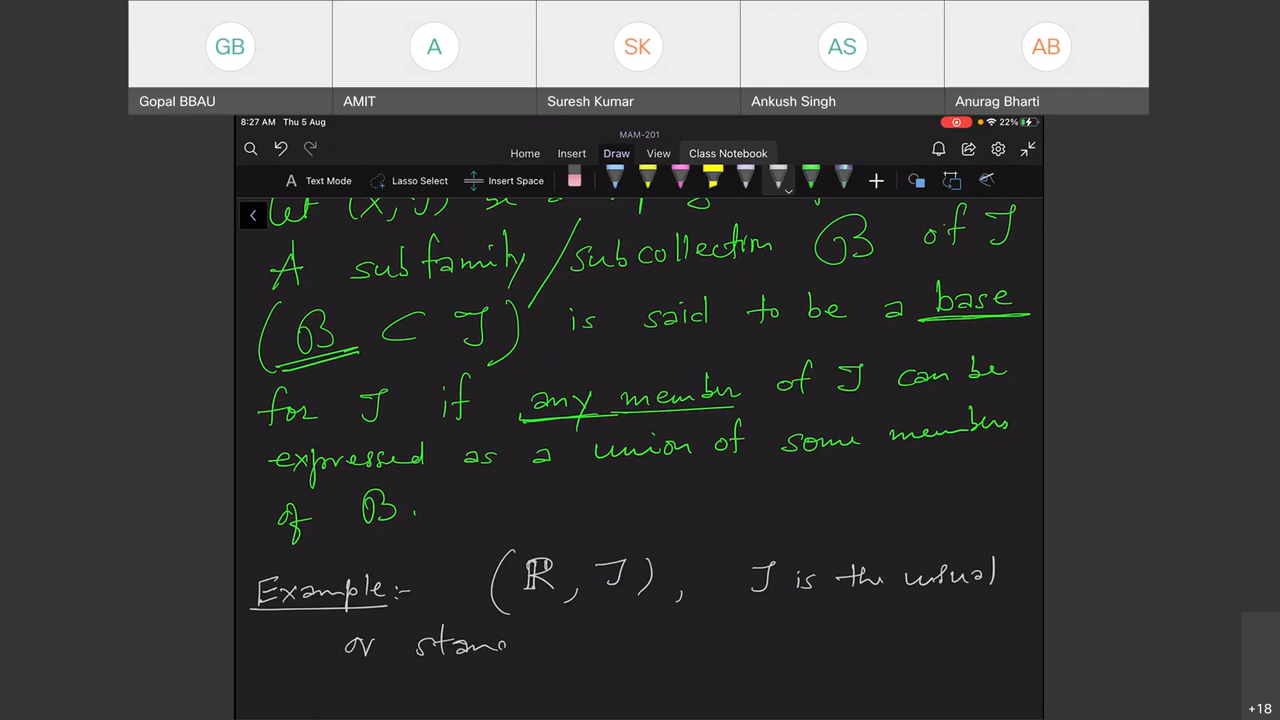 GB A SK AS AB
Gopal BBAU AMIT Suresh Kumar Ankush Singh Anurag Bharti
8:27 AM Thu 5 Aug 22%
MAM-201
Home Insert Draw View Class Notebook
A Text Mode Lasso Select Insert Space
Let (X, J)
A subfamily / subcollection B of J
(B ⊂ J) is said to be a base
for J if any member of J can be
expressed as a union of some members
of B.
Example:- (ℝ, J), J is the usual
or stan
+18